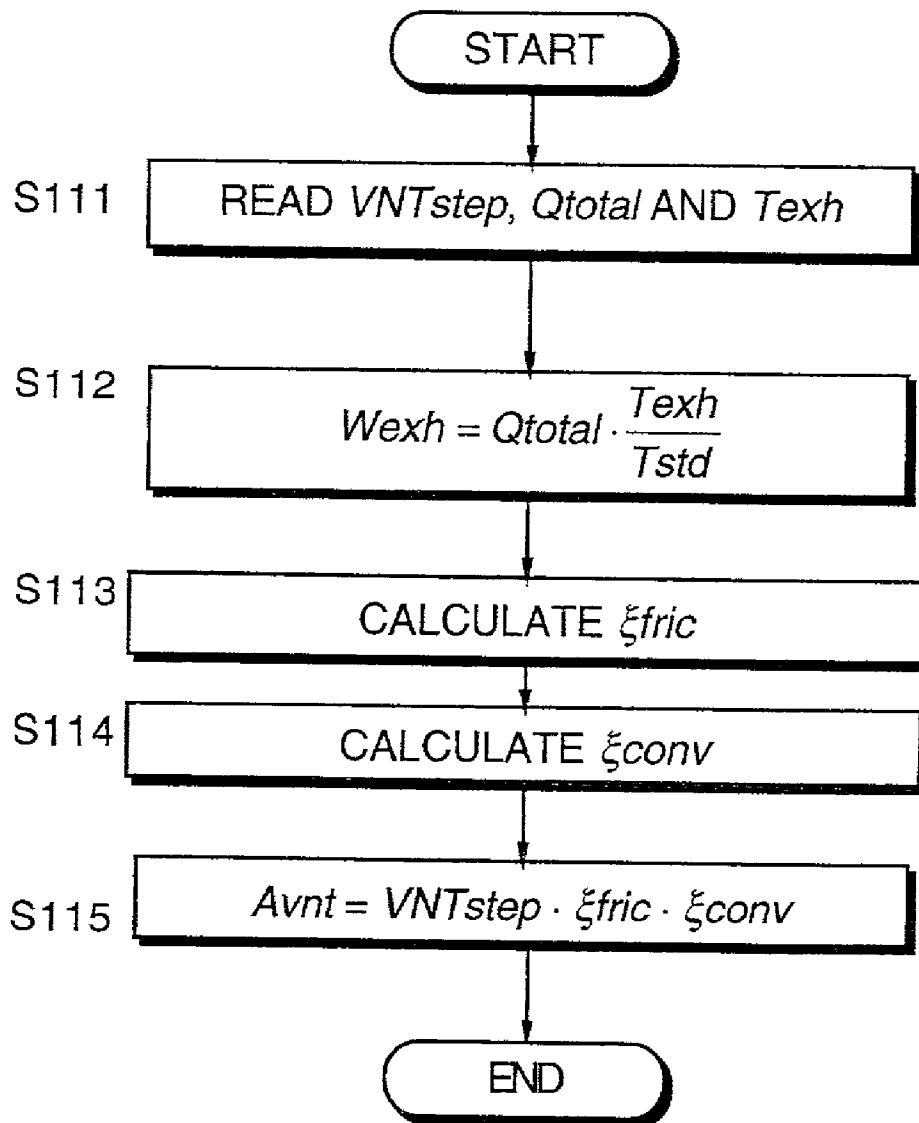 START
S111
READ VNTstep, Qtotal AND Texh
S112
Wexh = Qtotal · Texh / Tstd
S113
CALCULATE ξfric
S114
CALCULATE ξconv
S115
Avnt = VNTstep · ξfric · ξconv
END